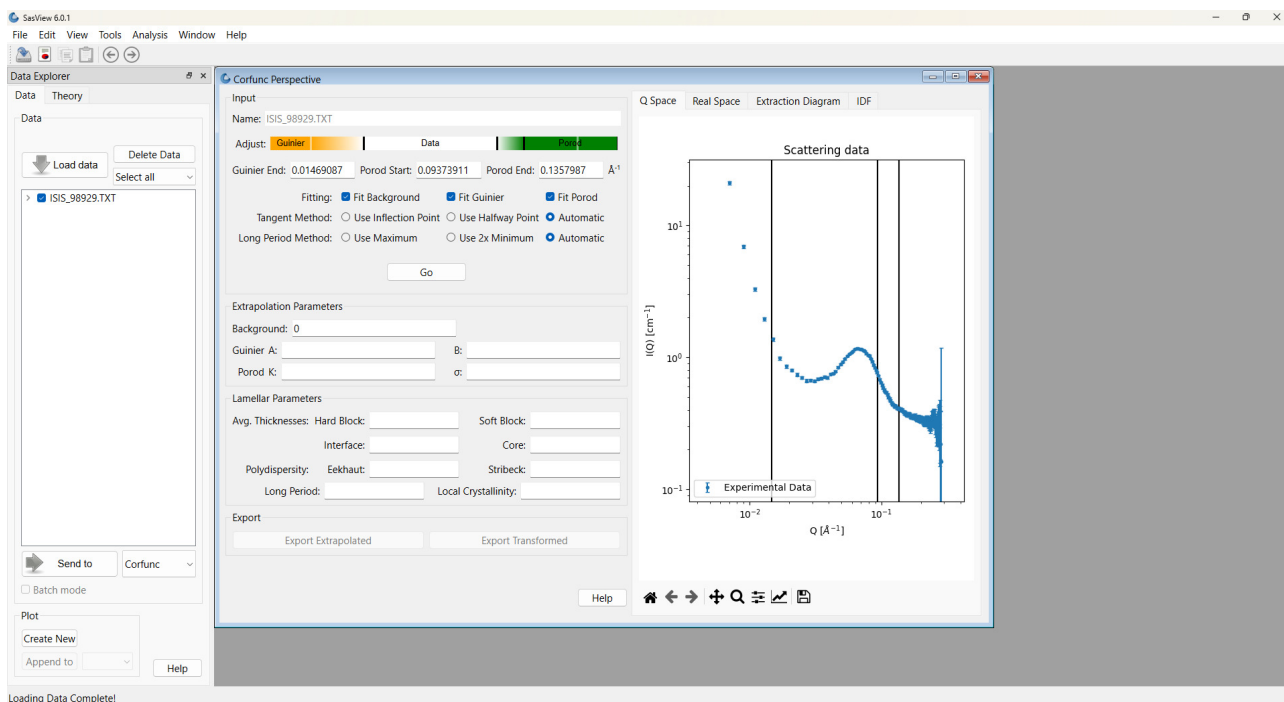 SasView 6.0.1
File Edit View Tools Analysis Window Help
Data Explorer
Data Theory
Data
Load data
Delete Data
Select all
ISIS_98929.TXT
Send to
Corfunc
Batch mode
Plot
Create New
Append to
Help
Loading Data Complete!
Corfunc Perspective
Input
Name: ISIS_98929.TXT
Adjust: Guinier Data Porod
Guinier End: 0.01469087 Porod Start: 0.09373911 Porod End: 0.1357987 Å⁻¹
Fitting: Fit Background Fit Guinier Fit Porod
Tangent Method: Use Inflection Point Use Halfway Point Automatic
Long Period Method: Use Maximum Use 2x Minimum Automatic
Go
Extrapolation Parameters
Background: 0
Guinier A: B:
Porod K: σ:
Lamellar Parameters
Avg. Thicknesses: Hard Block: Soft Block:
Interface: Core:
Polydispersity: Eekhaut: Stribeck:
Long Period: Local Crystallinity:
Export
Export Extrapolated Export Transformed
Help
Q Space Real Space Extraction Diagram IDF
Scattering data
I(Q) [cm⁻¹]
10¹
10⁰
10⁻¹
Experimental Data
10⁻² 10⁻¹
Q [Å⁻¹]